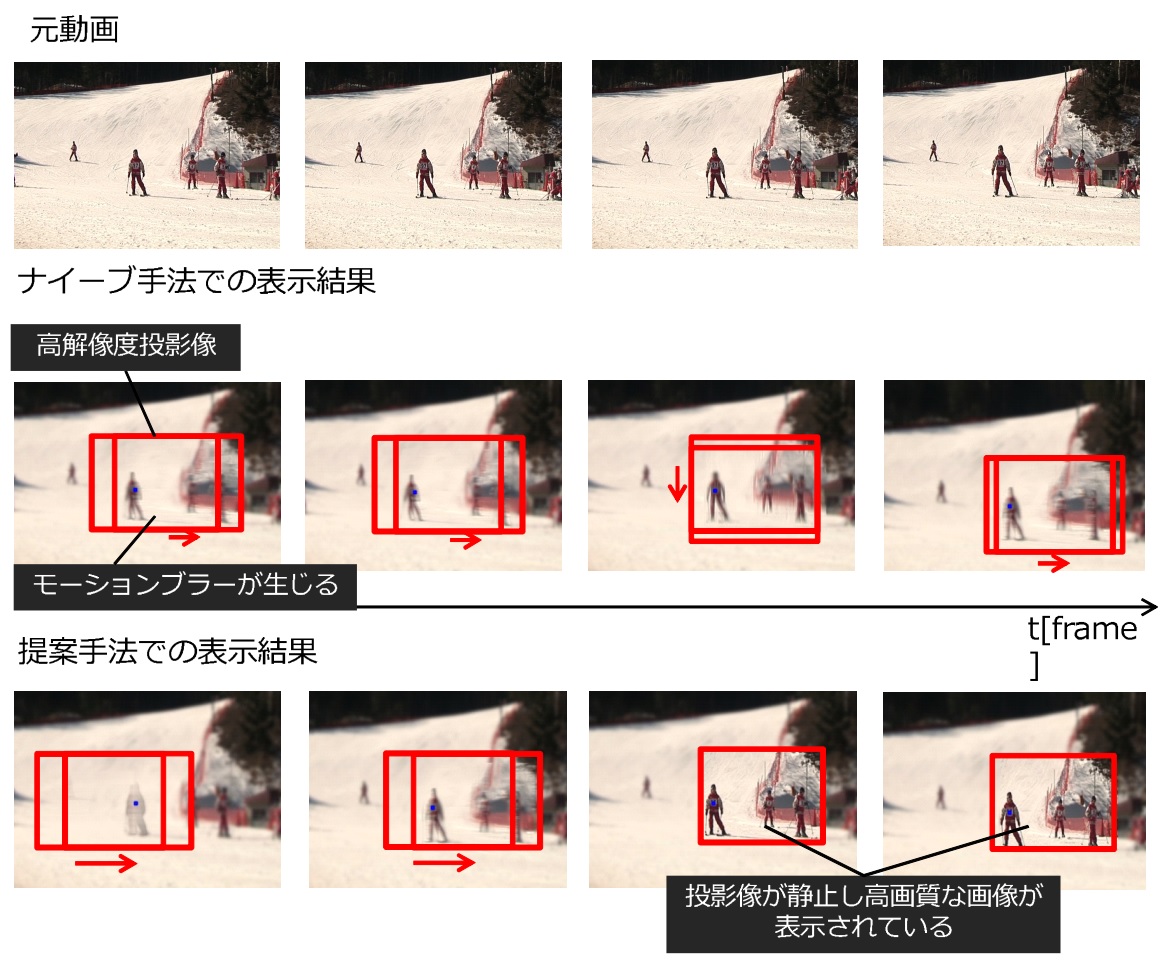 元動画
ナイーブ手法での表示結果
高解像度投影像
モーションブラーが生じる
t[frame
]
提案手法での表示結果
投影像が静止し高画質な画像が
表示されている